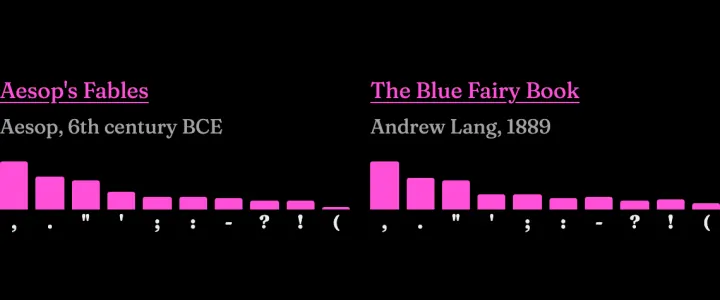 Aesop's Fables
Aesop, 6th century BCE
, . " ' ; : - ? ! (
The Blue Fairy Book
Andrew Lang, 1889
, . " ' ; : - ? ! (